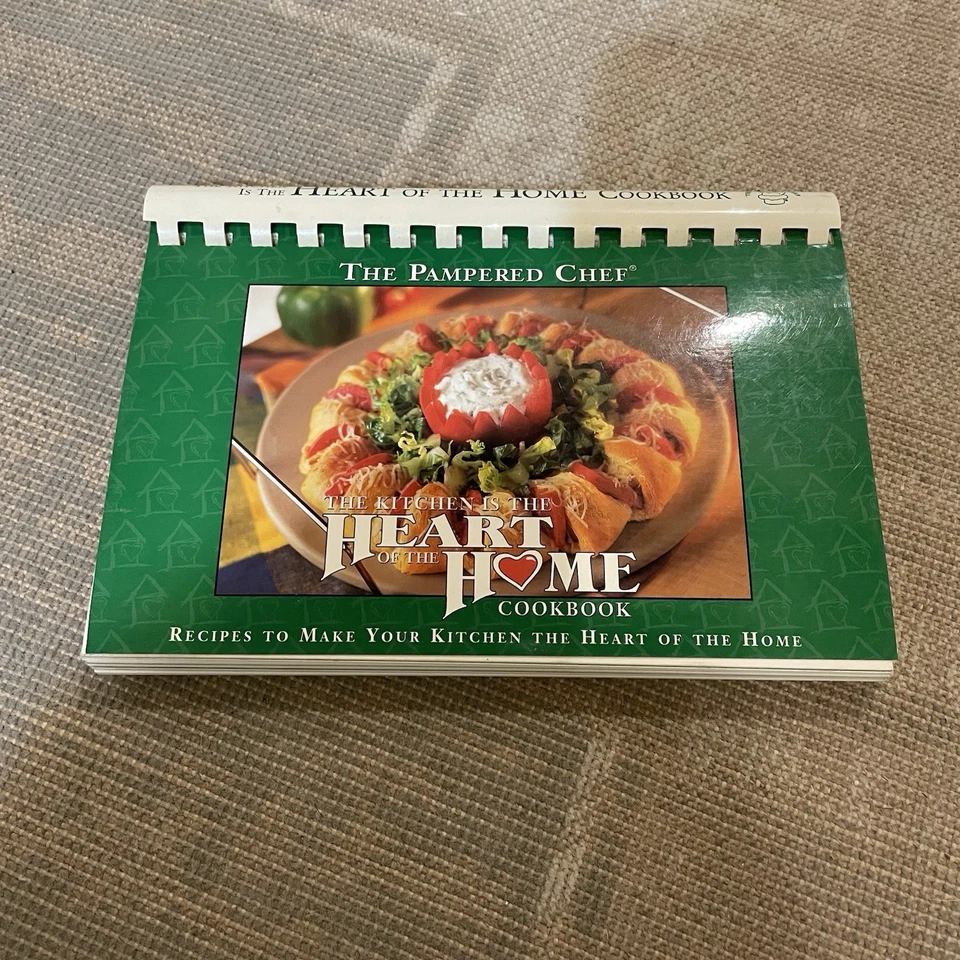 Is The Heart of the Home Cookbook
The Pampered Chef®
The Kitchen is the
Heart
of the
Home
Cookbook
Recipes to Make Your Kitchen the Heart of the Home